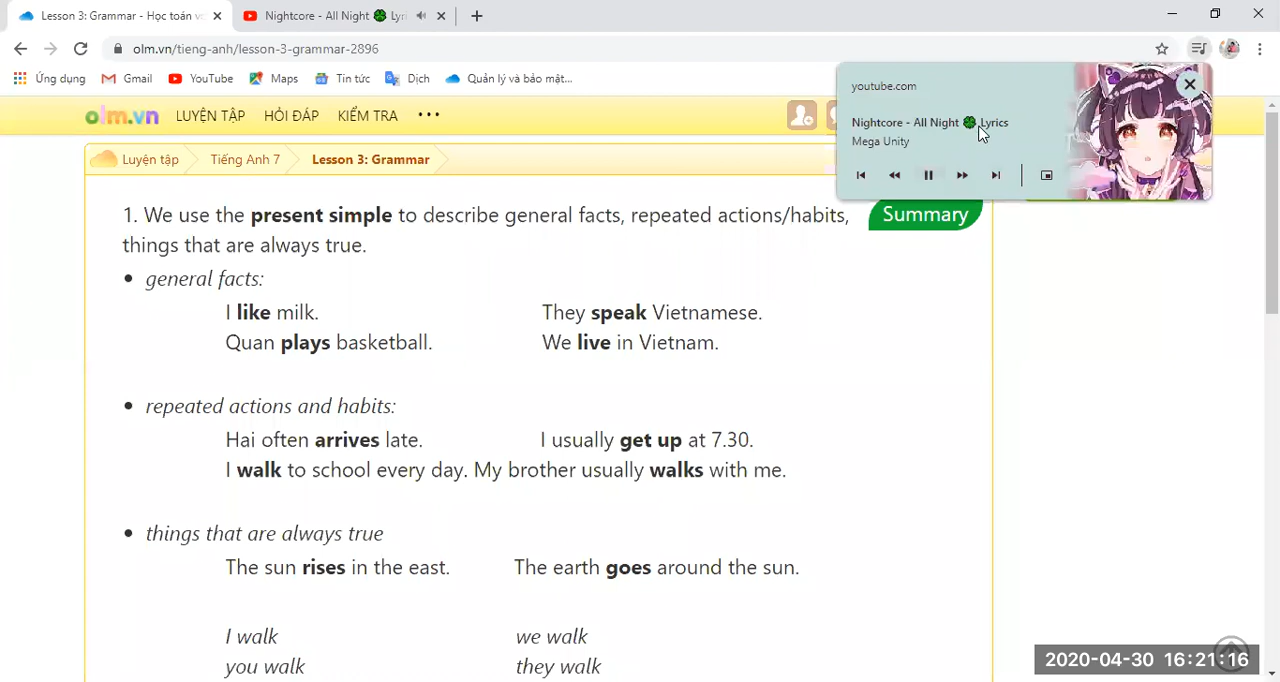 Lesson 3: Grammar - Học toán vớ
Nightcore - All Night 🍀 Lyri
olm.vn/tieng-anh/lesson-3-grammar-2896
Ứng dụng Gmail YouTube Maps Tin tức Dịch Quản lý và bảo mật...
olm.vn LUYỆN TẬP HỎI ĐÁP KIỂM TRA •••
youtube.com
Nightcore - All Night 🍀 Lyrics
Mega Unity
Luyện tập Tiếng Anh 7 Lesson 3: Grammar
Summary
1. We use the present simple to describe general facts, repeated actions/habits,
things that are always true.
• general facts:
I like milk. They speak Vietnamese.
Quan plays basketball. We live in Vietnam.
• repeated actions and habits:
Hai often arrives late. I usually get up at 7.30.
I walk to school every day. My brother usually walks with me.
• things that are always true
The sun rises in the east. The earth goes around the sun.
I walk we walk
you walk they walk
2020-04-30 16:21:16